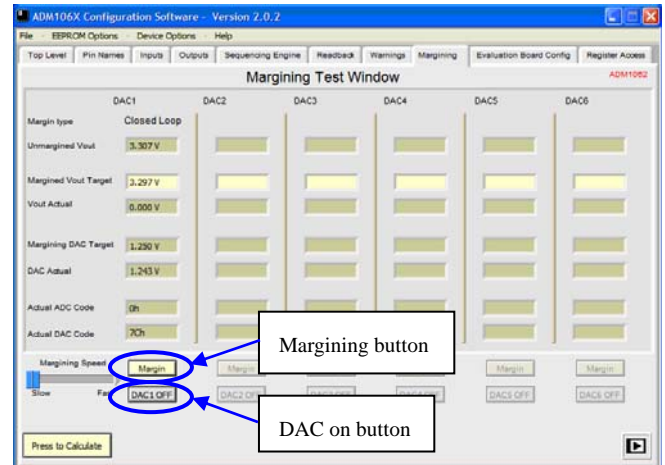 ADM106X Configuration Software - Version 2.0.2
File EEPROM Options Device Options Help
Top Level Pin Names Inputs Outputs Sequencing Engine Readback Warnings Margining Evaluation Board Config Register Access
Margining Test Window ADM1062
DAC1 DAC2 DAC3 DAC4 DAC5 DAC6
Margin type Closed Loop
Unmargined Vout 3.307 V
Margined Vout Target 3.297 V
Vout Actual 0.000 V
Margining DAC Target 1.250 V
DAC Actual 1.243 V
Actual ADC Code 0h
Actual DAC Code 7Ch
Margining button
Margining Speed Margin Margin Margin Margin
Slow Fast DAC1 OFF DAC2 OFF DAC5 OFF DAC6 OFF
DAC on button
Press to Calculate